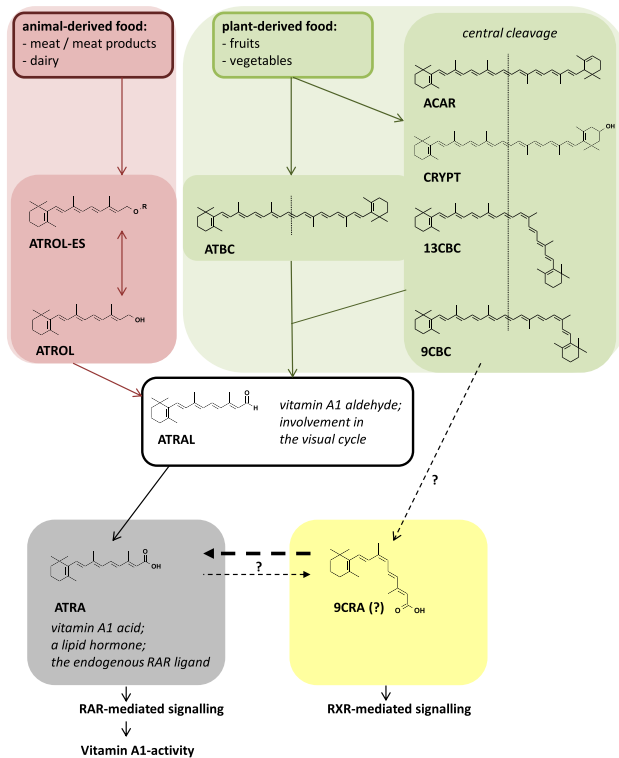 animal-derived food:
- meat / meat products
- dairy
plant-derived food:
- fruits
- vegetables
central cleavage
ACAR
OH
CRYPT
O
R
ATROL-ES
ATBC
13CBC
OH
ATROL
9CBC
O
H
ATRAL
vitamin A1 aldehyde;
involvement in
the visual cycle
?
O
OH
ATRA
vitamin A1 acid;
a lipid hormone;
the endogenous RAR ligand
?
O
OH
9CRA (?)
RAR-mediated signalling
RXR-mediated signalling
Vitamin A1-activity